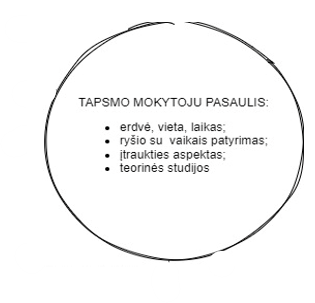 TAPSMO MOKYTOJU PASAULIS:
• erdvė, vieta, laikas;
• ryšio su vaikais patyrimas;
• įtraukties aspektas;
• teorinės studijos